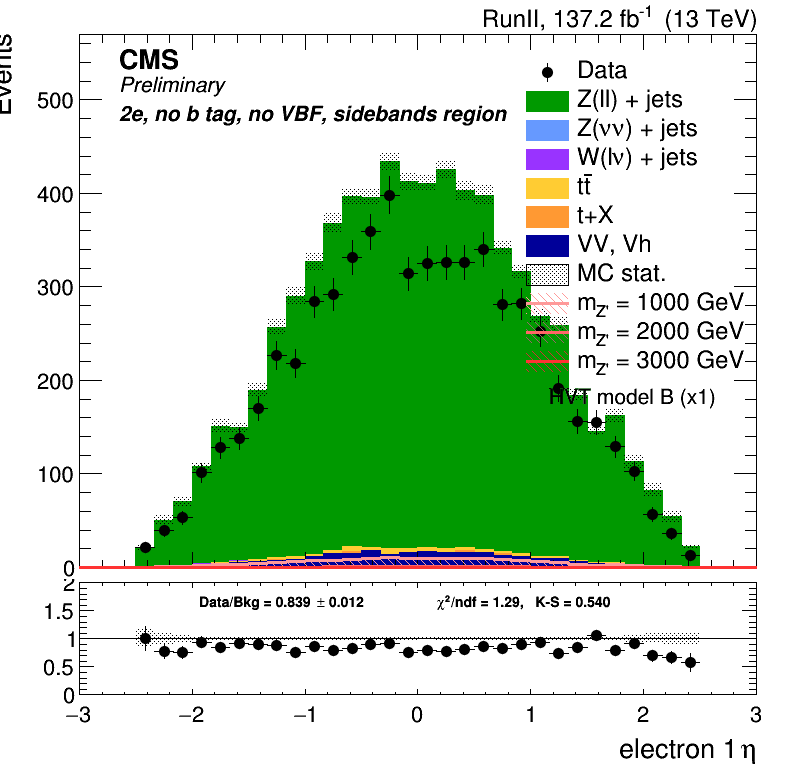 RunII, 137.2 fb⁻¹ (13 TeV)
Events
CMS
Preliminary
2e, no b tag, no VBF, sidebands region
Data
Z(ll) + jets
Z(νν) + jets
W(lν) + jets
tt̄
t+X
VV, Vh
MC stat.
m_Z' = 1000 GeV
m_Z' = 2000 GeV
m_Z' = 3000 GeV
HVT model B (x1)
500
400
300
200
100
0
Data/Bkg = 0.839 ± 0.012
χ²/ndf = 1.29, K-S = 0.540
2
1.5
1
0.5
0
−3 −2 −1 0 1 2 3
electron 1 η